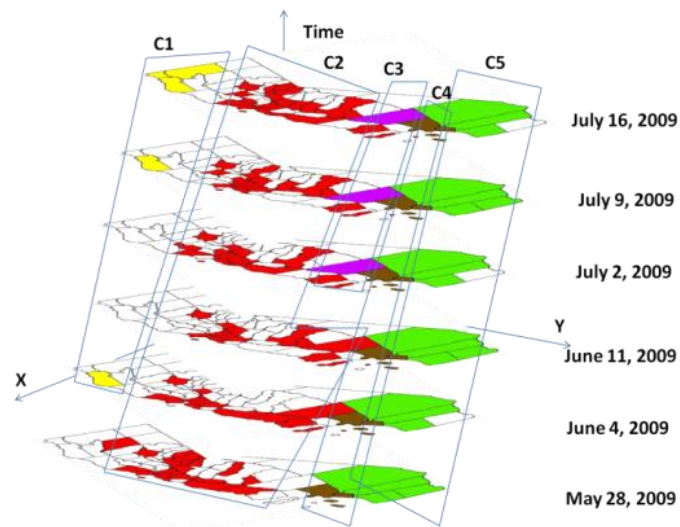 Time
C1
C2
C3
C4
C5
July 16, 2009
July 9, 2009
July 2, 2009
Y
June 11, 2009
X
June 4, 2009
May 28, 2009